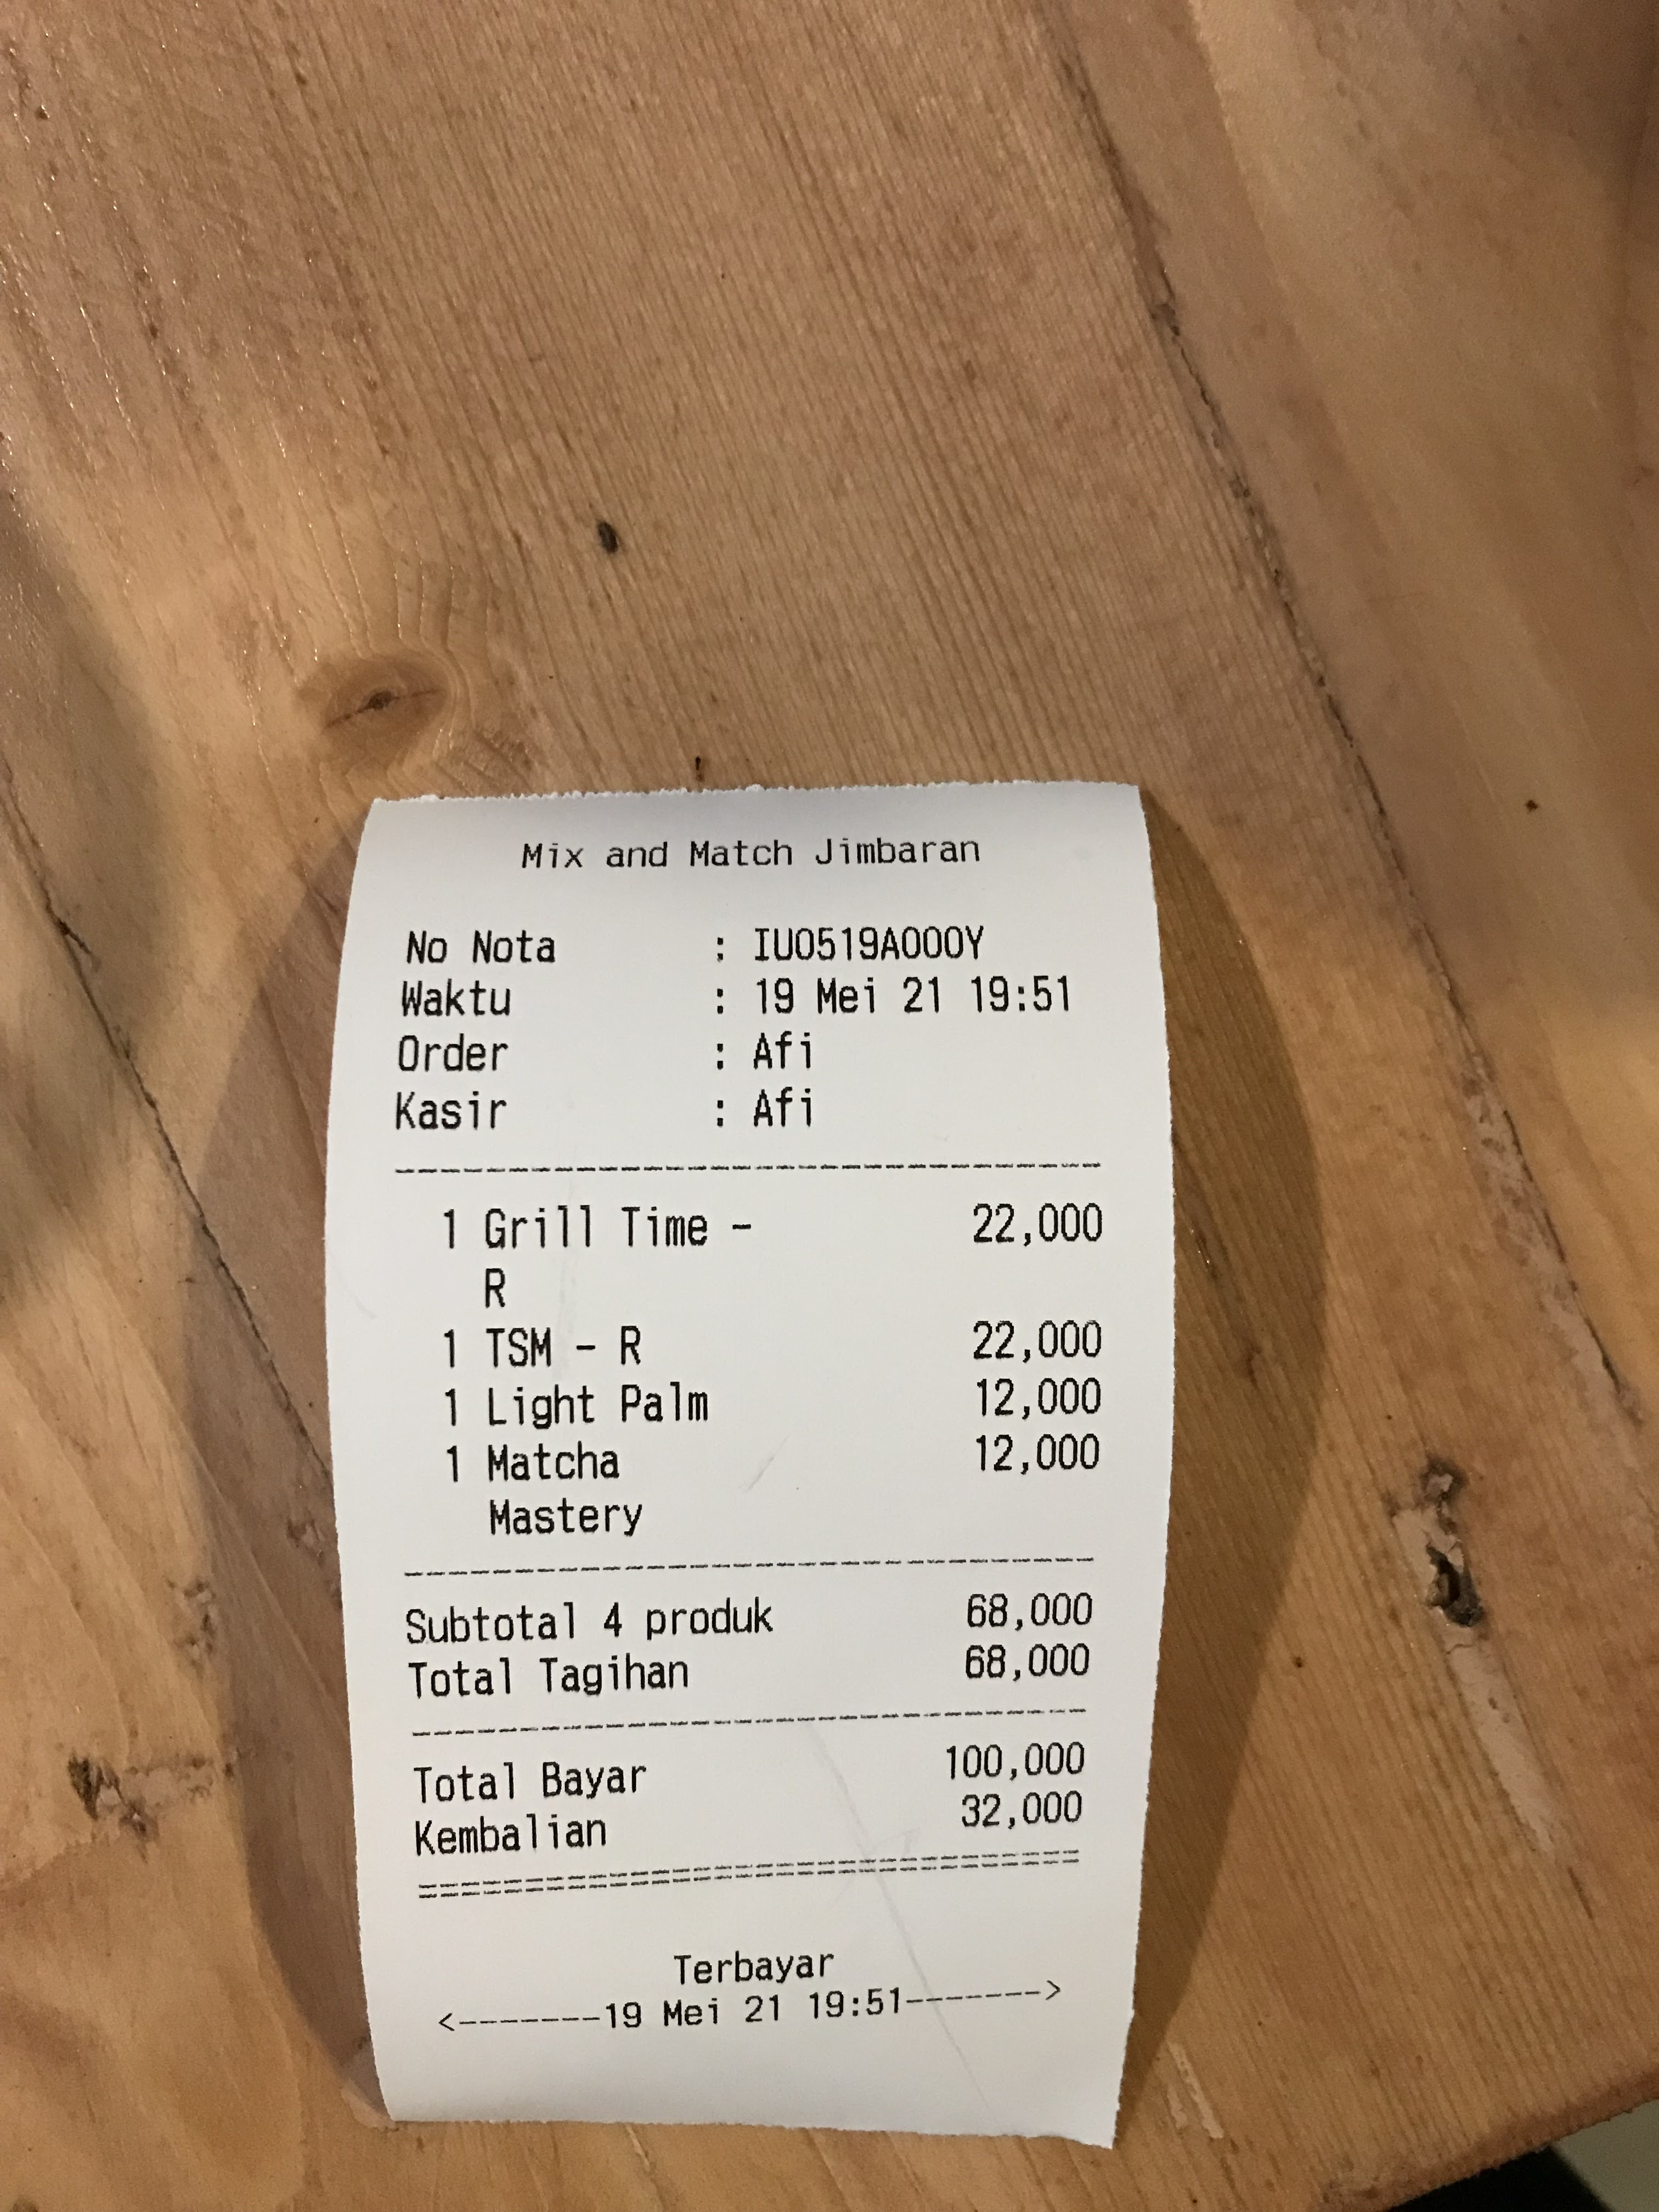 Mix and Match Jimbaran
No Nota : IU0519A000Y
Waktu : 19 Mei 21 19:51
Order : Afi
Kasir : Afi
1 Grill Time - 22,000
R
1 TSM - R 22,000
1 Light Palm 12,000
1 Matcha 12,000
Mastery
Subtotal 4 produk 68,000
Total Tagihan 68,000
Total Bayar 100,000
Kembalian 32,000
Terbayar
<-------19 Mei 21 19:51------->